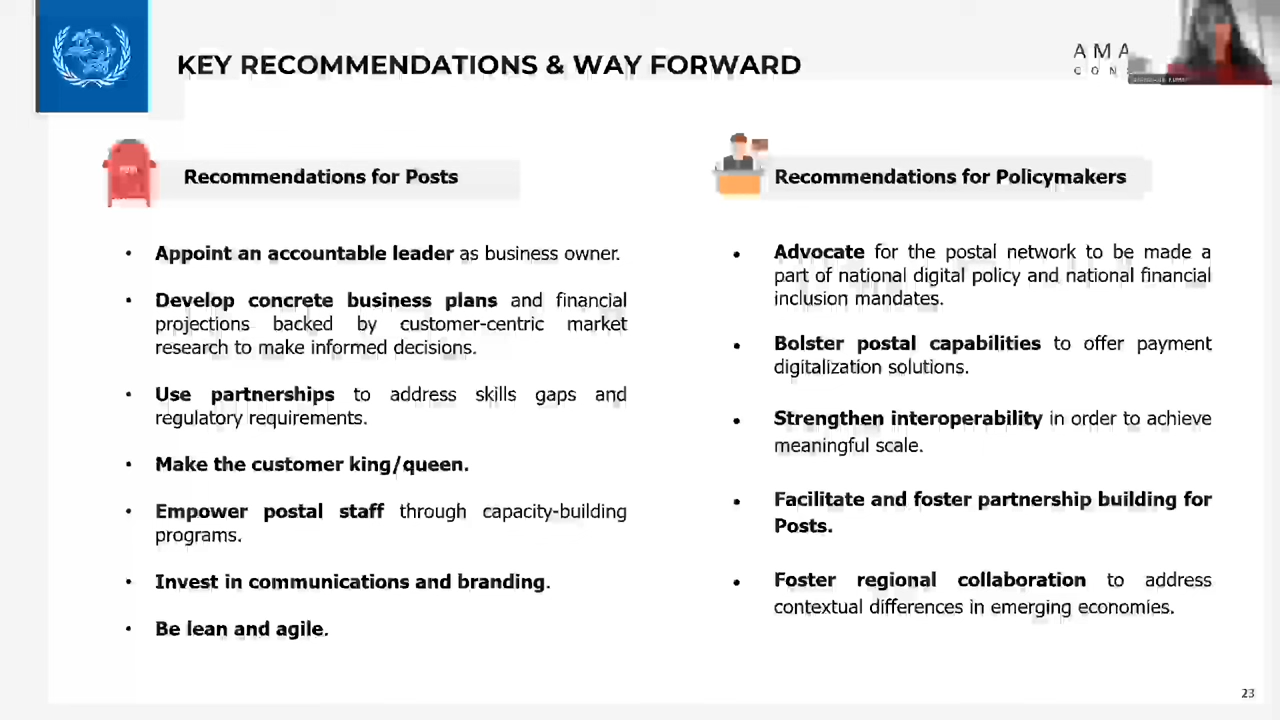 KEY RECOMMENDATIONS & WAY FORWARD
AMA
CON
Recommendations for Posts
• Appoint an accountable leader as business owner.
• Develop concrete business plans and financial
projections backed by customer-centric market
research to make informed decisions.
• Use partnerships to address skills gaps and
regulatory requirements.
• Make the customer king/queen.
• Empower postal staff through capacity-building
programs.
• Invest in communications and branding.
• Be lean and agile.
Recommendations for Policymakers
• Advocate for the postal network to be made a
part of national digital policy and national financial
inclusion mandates.
• Bolster postal capabilities to offer payment
digitalization solutions.
• Strengthen interoperability in order to achieve
meaningful scale.
• Facilitate and foster partnership building for
Posts.
• Foster regional collaboration to address
contextual differences in emerging economies.
23